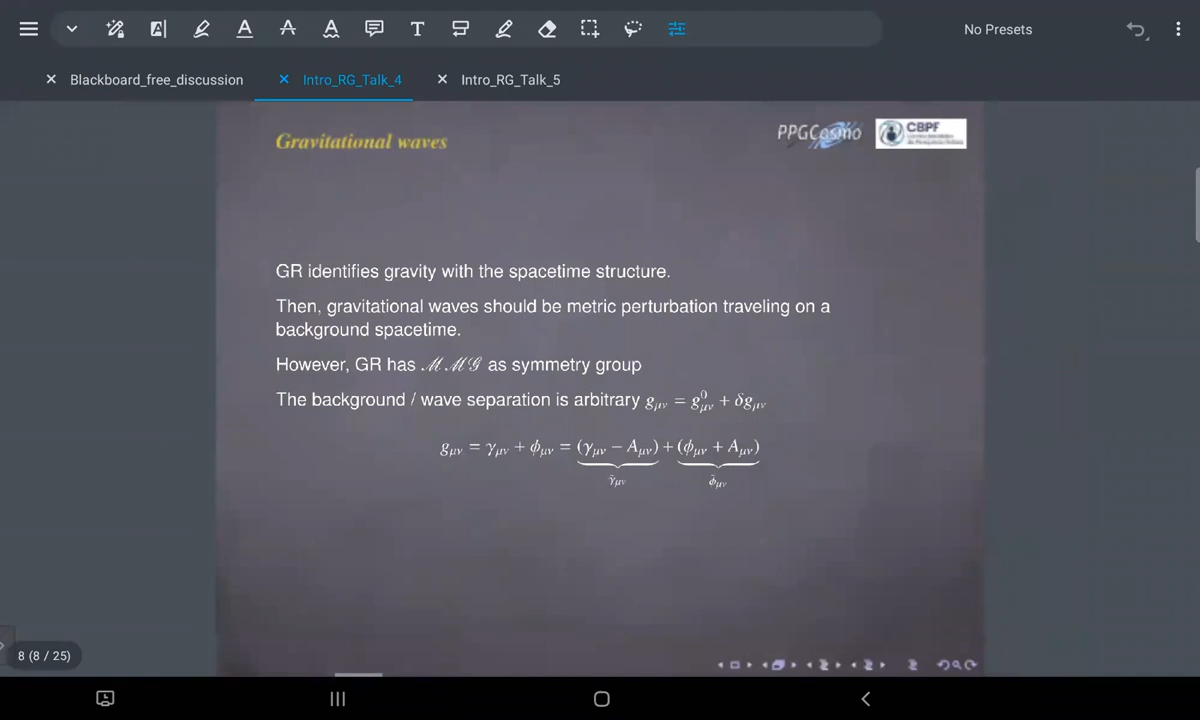 No Presets
Blackboard_free_discussion
Intro_RG_Talk_4
Intro_RG_Talk_5
Gravitational waves
PPGCosmo
CBPF
GR identifies gravity with the spacetime structure.
Then, gravitational waves should be metric perturbation traveling on a
background spacetime.
However, GR has ℳℳ𝒢 as symmetry group
The background / wave separation is arbitrary g_{μν} = g^0_{μν} + δg_{μν}
g_{μν} = γ_{μν} + ϕ_{μν} = (γ_{μν} − A_{μν}) + (ϕ_{μν} + A_{μν})
γ̃_{μν} ϕ̃_{μν}
8 (8 / 25)